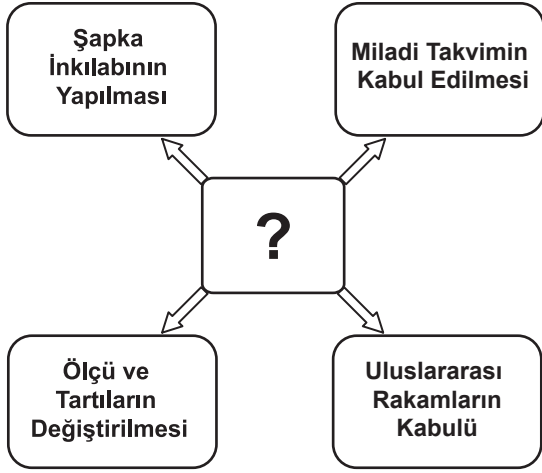 Şapka
İnkılabının
Yapılması
Miladi Takvimin
Kabul Edilmesi
?
Ölçü ve
Tartıların
Değiştirilmesi
Uluslararası
Rakamların
Kabulü